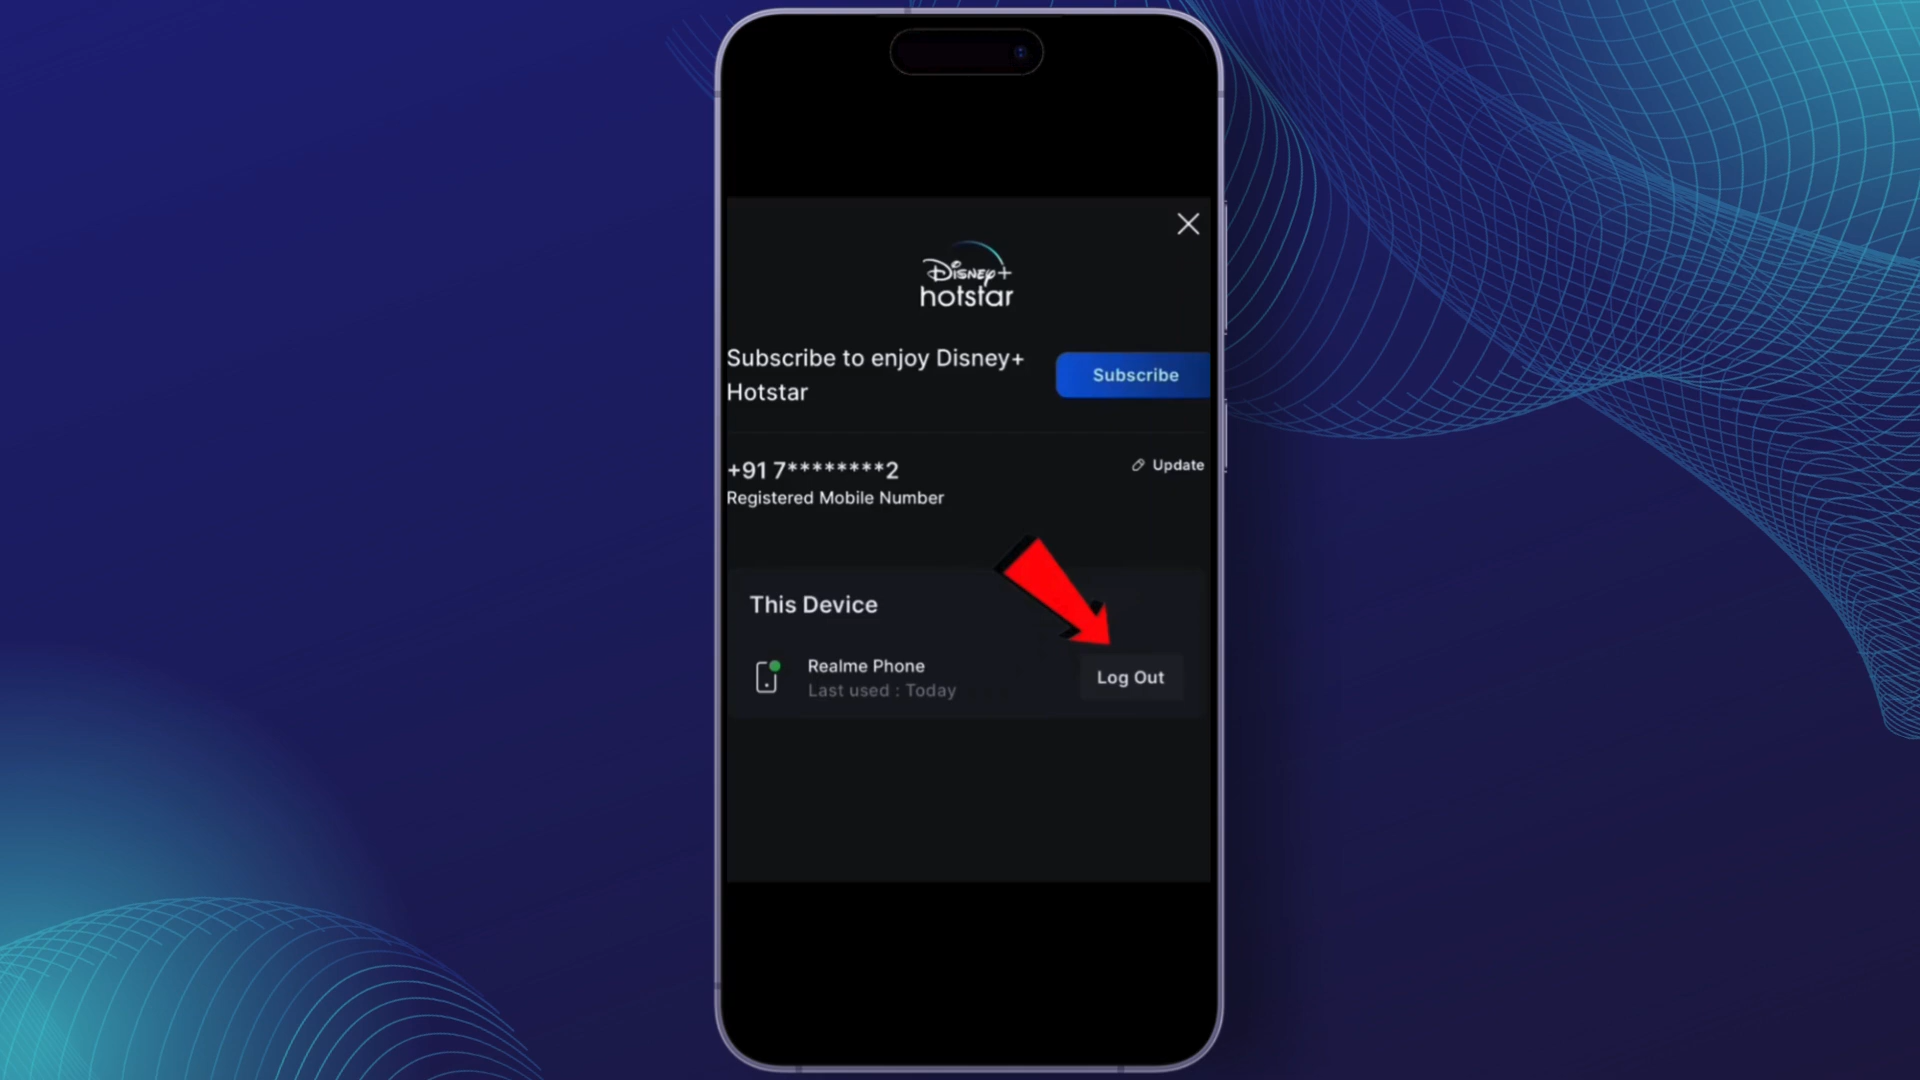 Disney+
hotstar
Subscribe to enjoy Disney+
Hotstar
Subscribe
+91 7********2
Update
Registered Mobile Number
This Device
Realme Phone
Last used : Today
Log Out